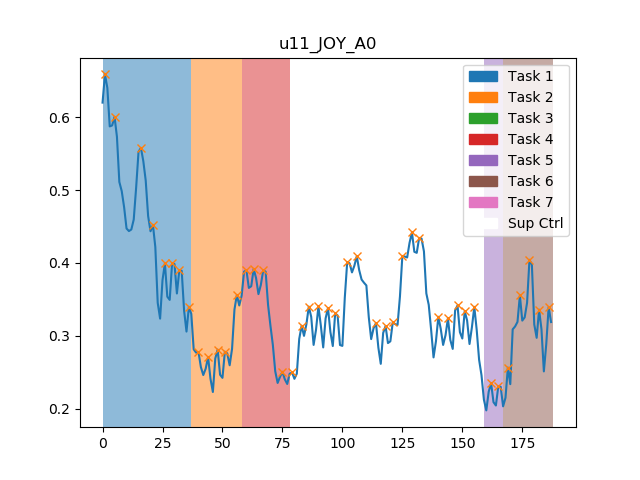 u11_JOY_A0
Task 1
Task 2
Task 3
Task 4
Task 5
Task 6
Task 7
Sup Ctrl
0.6
0.5
0.4
0.3
0.2
0 25 50 75 100 125 150 175